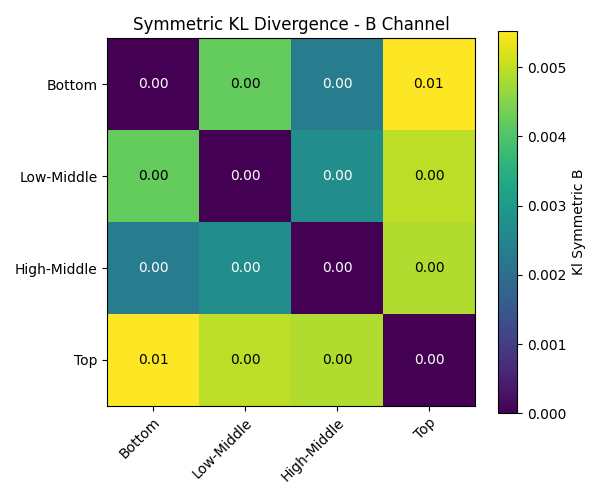 Symmetric KL Divergence - B Channel
Bottom 0.00 0.00 0.00 0.01
Low-Middle 0.00 0.00 0.00 0.00
High-Middle 0.00 0.00 0.00 0.00
Top 0.01 0.00 0.00 0.00
Bottom Low-Middle High-Middle Top
0.005
0.004
0.003
0.002
0.001
0.000
Kl Symmetric B